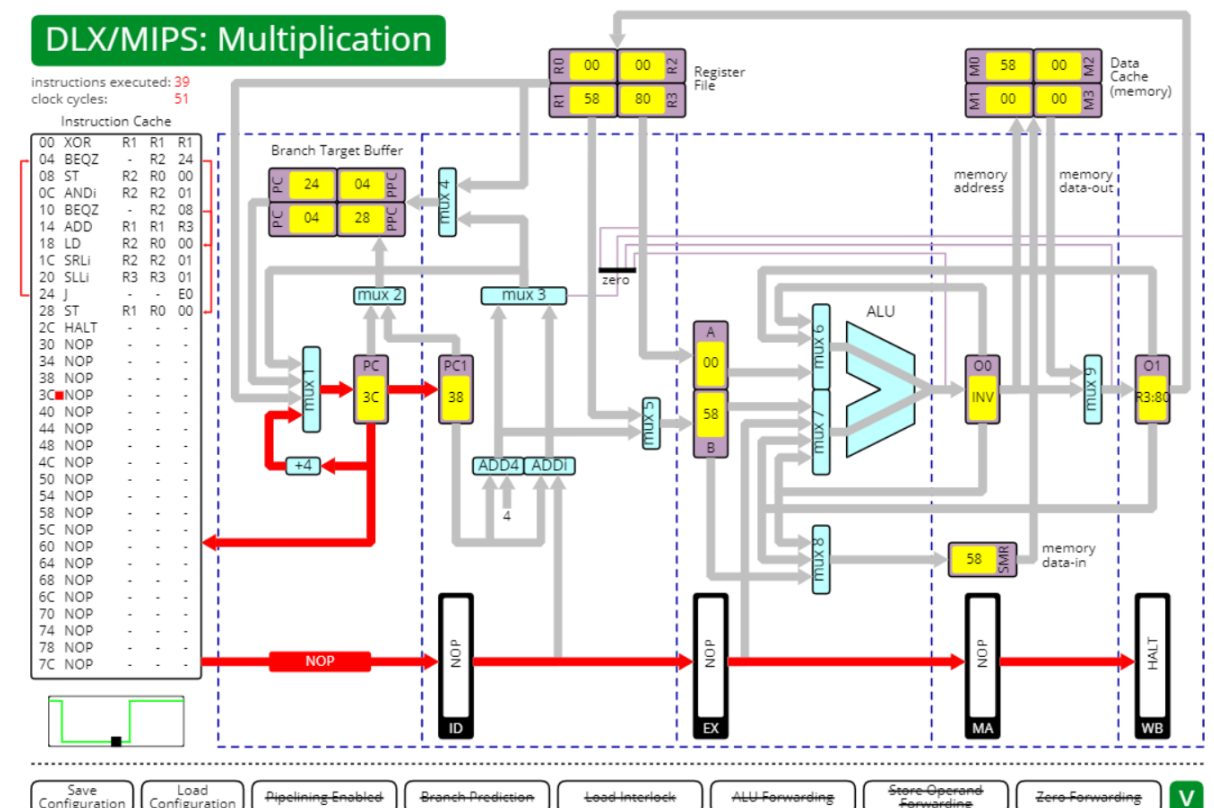 DLX/MIPS: Multiplication
instructions executed: 39
clock cycles: 51
Instruction Cache
00 XOR R1 R1 R1
04 BEQZ - R2 24
08 ST R2 R0 00
0C ANDi R2 R2 01
10 BEQZ - R2 08
14 ADD R1 R1 R3
18 LD R2 R0 00
1C SRLi R2 R2 01
20 SLLi R3 R3 01
24 J - - E0
28 ST R1 R0 00
2C HALT - - -
30 NOP - - -
34 NOP - - -
38 NOP - - -
3C NOP - - -
40 NOP - - -
44 NOP - - -
48 NOP - - -
4C NOP - - -
50 NOP - - -
54 NOP - - -
58 NOP - - -
5C NOP - - -
60 NOP - - -
64 NOP - - -
68 NOP - - -
6C NOP - - -
70 NOP - - -
74 NOP - - -
78 NOP - - -
7C NOP - - -
R0 00 00 R2
R1 58 80 R3
Register
File
M0 58 00 M2
M1 00 00 M3
Data
Cache
(memory)
Branch Target Buffer
PC 24 04 PPC
PC 04 28 PPC
mux 4
memory
address
memory
data-out
zero
mux 2
mux 3
mux 1
PC
3C
PC1
38
+4
ADD4
ADDi
4
mux 5
A
00
58
B
mux 6
mux 7
ALU
O0
INV
mux 9
O1
R3:80
mux 8
58 SMR
memory
data-in
NOP
NOP
ID
NOP
EX
NOP
MA
HALT
WB
Save
Configuration
Load
Configuration
Pipelining Enabled
Branch Prediction
Load Interlock
ALU Forwarding
Store Operand
Forwarding
Zero Forwarding
V